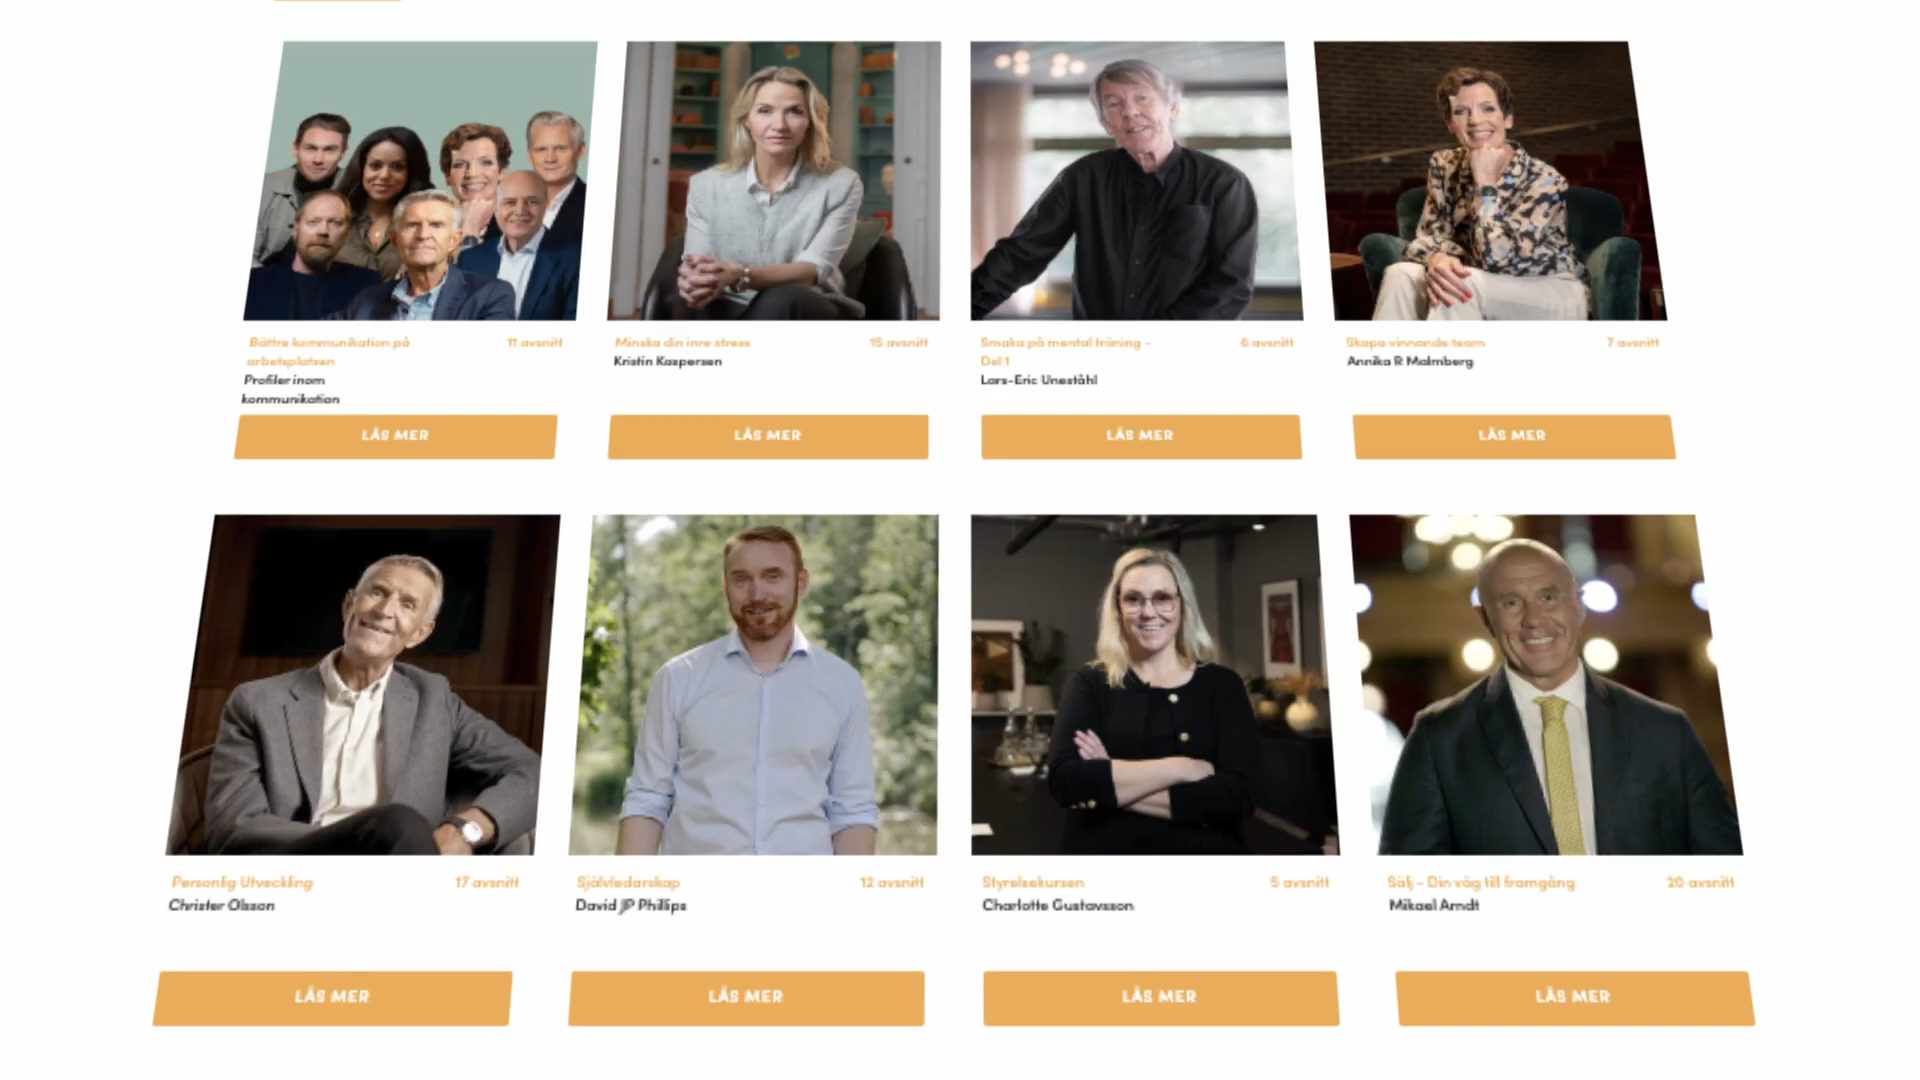 Bättre kommunikation på
arbetsplatsen
11 avsnitt
Profiler inom
kommunikation
LÄS MER
Minska din inre stress
15 avsnitt
Kristin Kaspersen
LÄS MER
Smaka på mental träning -
Del 1
6 avsnitt
Lars-Eric Uneståhl
LÄS MER
Skapa vinnande team
7 avsnitt
Annika R Malmberg
LÄS MER
Personlig Utveckling
17 avsnitt
Christer Olsson
LÄS MER
Självledarskap
12 avsnitt
David JP Phillips
LÄS MER
Styrelsekursen
5 avsnitt
Charlotte Gustavsson
LÄS MER
Sälj - Din väg till framgång
20 avsnitt
Mikael Arndt
LÄS MER